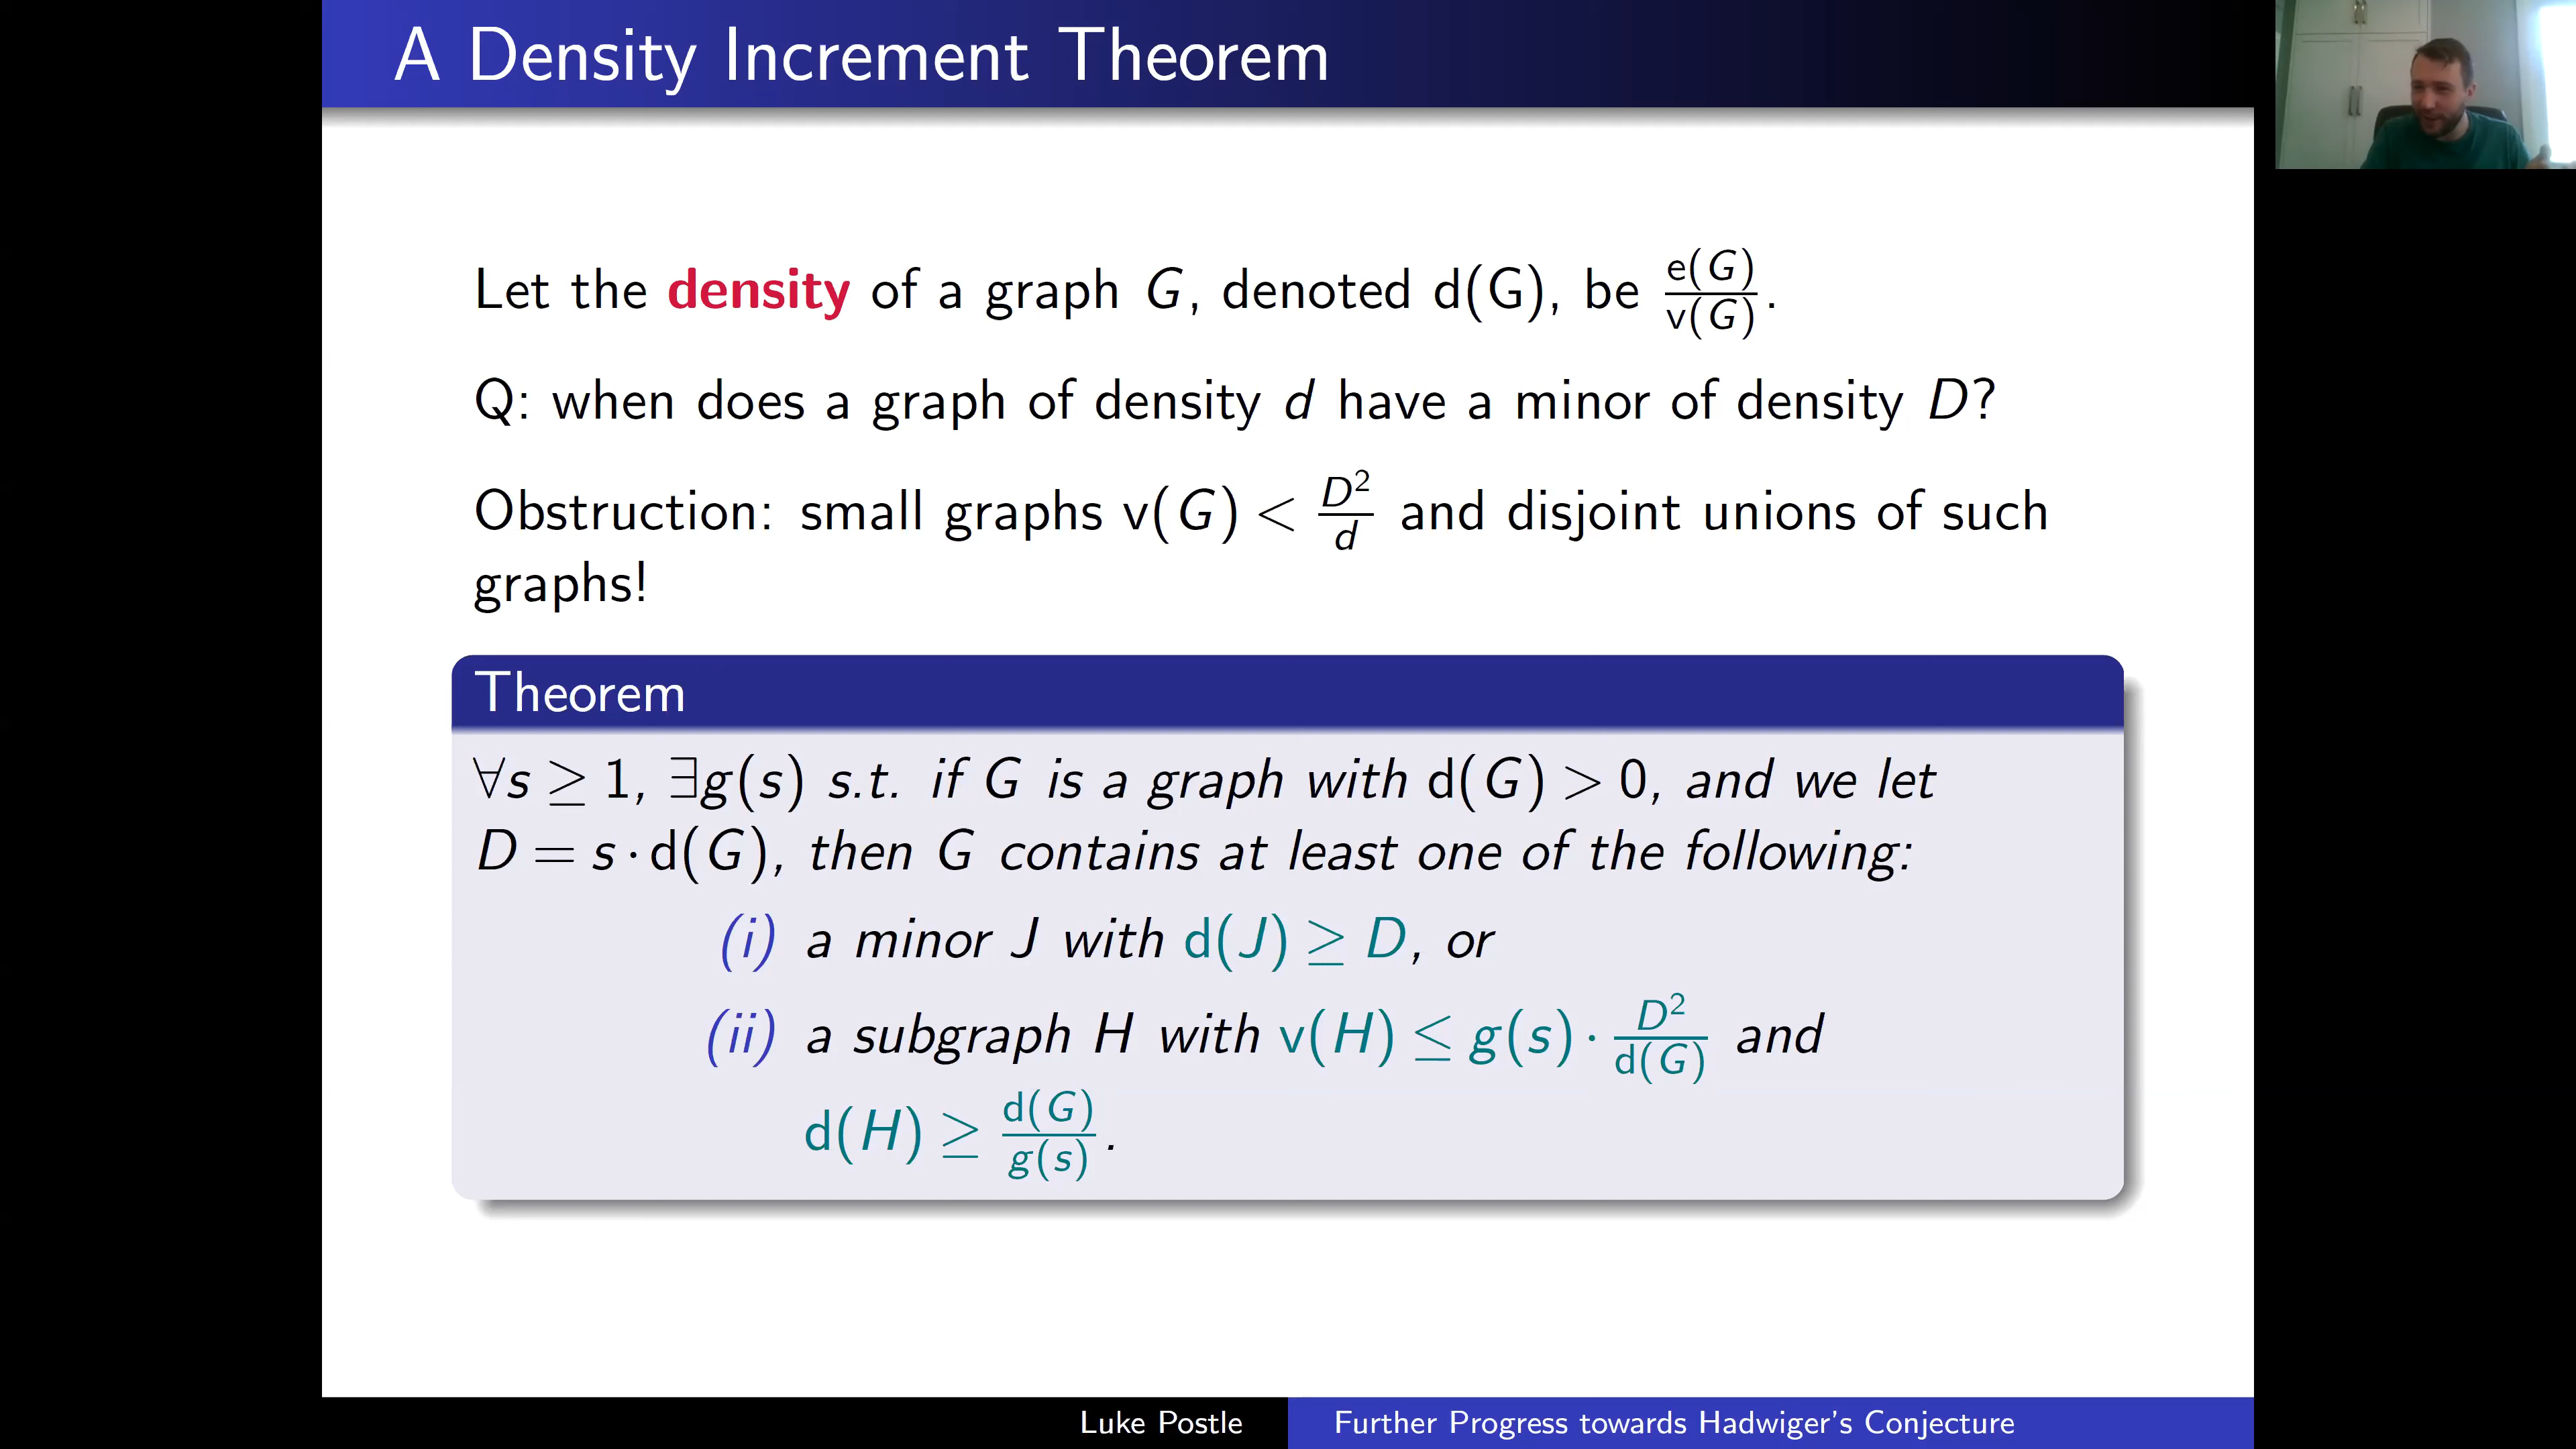 A Density Increment Theorem
Let the density of a graph G, denoted d(G), be e(G)/v(G).
Q: when does a graph of density d have a minor of density D?
Obstruction: small graphs v(G) < D²/d and disjoint unions of such
graphs!
Theorem
∀s ≥ 1, ∃g(s) s.t. if G is a graph with d(G) > 0, and we let
D = s · d(G), then G contains at least one of the following:
(i) a minor J with d(J) ≥ D, or
(ii) a subgraph H with v(H) ≤ g(s) · D²/d(G) and
d(H) ≥ d(G)/g(s).
Luke Postle
Further Progress towards Hadwiger's Conjecture